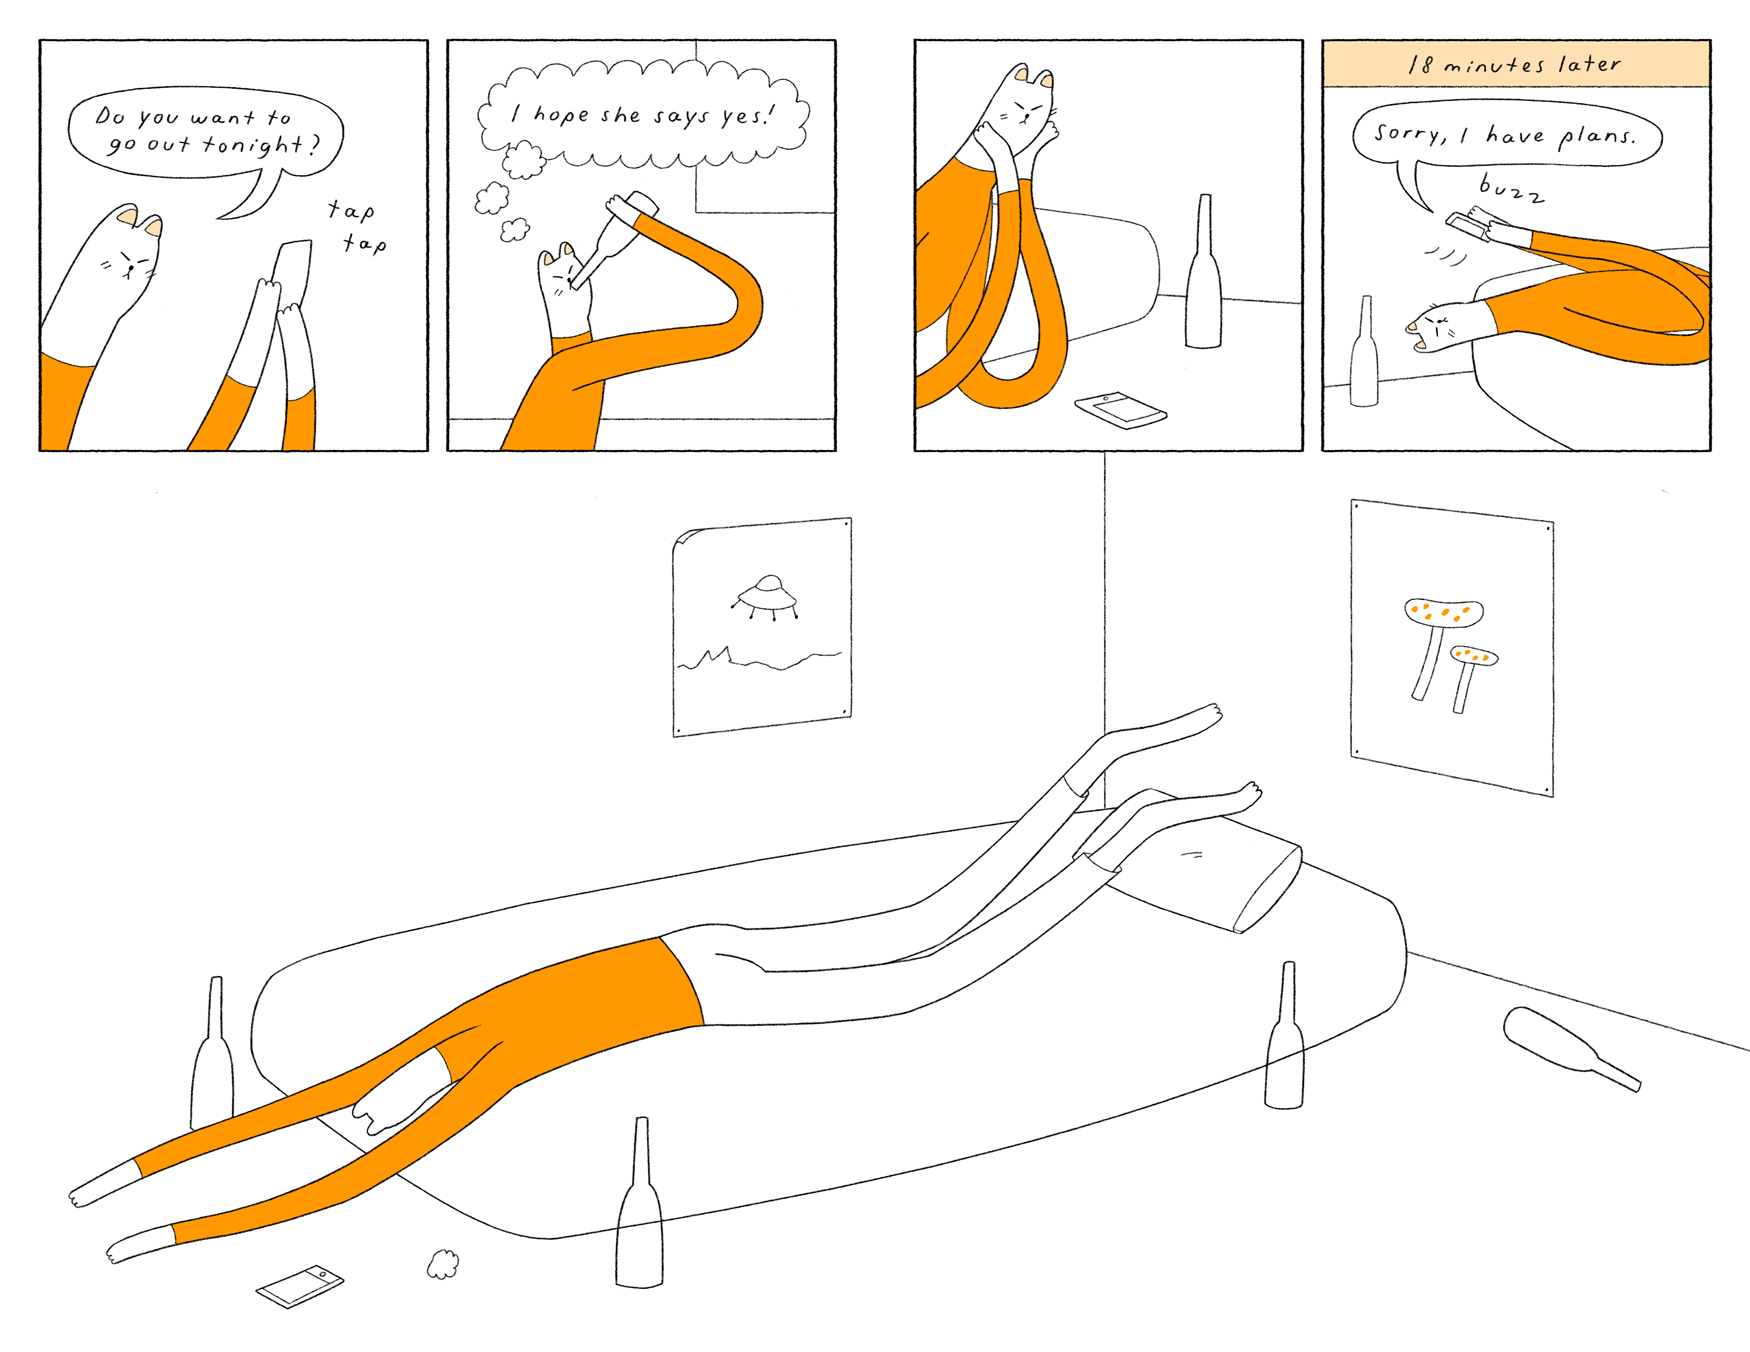 Do you want to
go out tonight?
tap
tap
I hope she says yes!
18 minutes later
Sorry, I have plans.
buzz